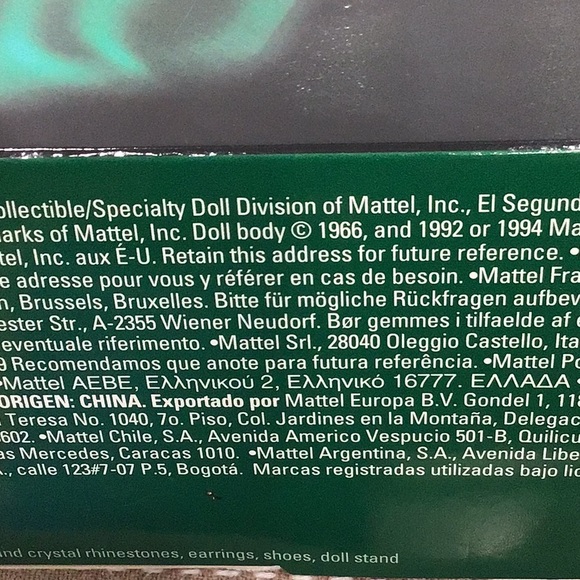 ollectible/Specialty Doll Division of Mattel, Inc., El Segund
arks of Mattel, Inc. Doll body © 1966, and 1992 or 1994 Ma
tel, Inc. aux É-U. Retain this address for future reference. •
e adresse pour vous y référer en cas de besoin. •Mattel Fra
n, Brussels, Bruxelles. Bitte für mögliche Rückfragen aufbew
ester Str., A-2355 Wiener Neudorf. Bør gemmes i tilfaelde af
eventuale riferimento. •Mattel Srl., 28040 Oleggio Castello, Ita
9 Recomendamos que anote para futura referência. •Mattel Po
•Mattel AEBE, Ελληνικού 2, Ελληνικό 16777. ΕΛΛΑΔΑ
ORIGEN: CHINA. Exportado por Mattel Europa B.V. Gondel 1, 118
Teresa No. 1040, 7o. Piso, Col. Jardines en la Montaña, Delegac
602. •Mattel Chile, S.A., Avenida Americo Vespucio 501-B, Quilicu
as Mercedes, Caracas 1010. •Mattel Argentina, S.A., Avenida Libe
., calle 123#7-07 P.5, Bogotá. Marcas registradas utilizadas bajo lic
nd crystal rhinestones, earrings, shoes, doll stand